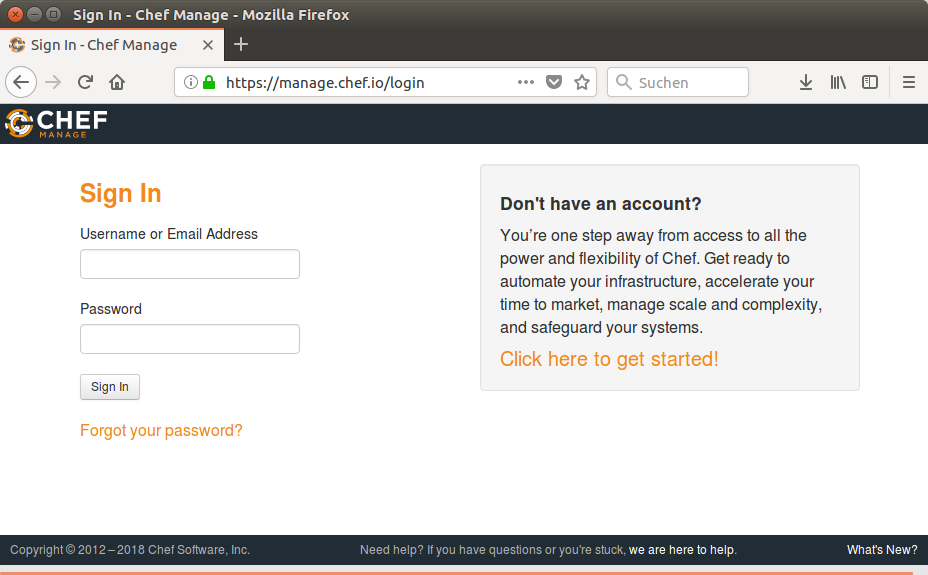 Sign In - Chef Manage - Mozilla Firefox
Sign In - Chef Manage
https://manage.chef.io/login
Suchen
CHEF
MANAGE
Sign In
Username or Email Address
Password
Sign In
Forgot your password?
Don't have an account?
You’re one step away from access to all the
power and flexibility of Chef. Get ready to
automate your infrastructure, accelerate your
time to market, manage scale and complexity,
and safeguard your systems.
Click here to get started!
Copyright © 2012 – 2018 Chef Software, Inc.
Need help? If you have questions or you're stuck, we are here to help.
What's New?